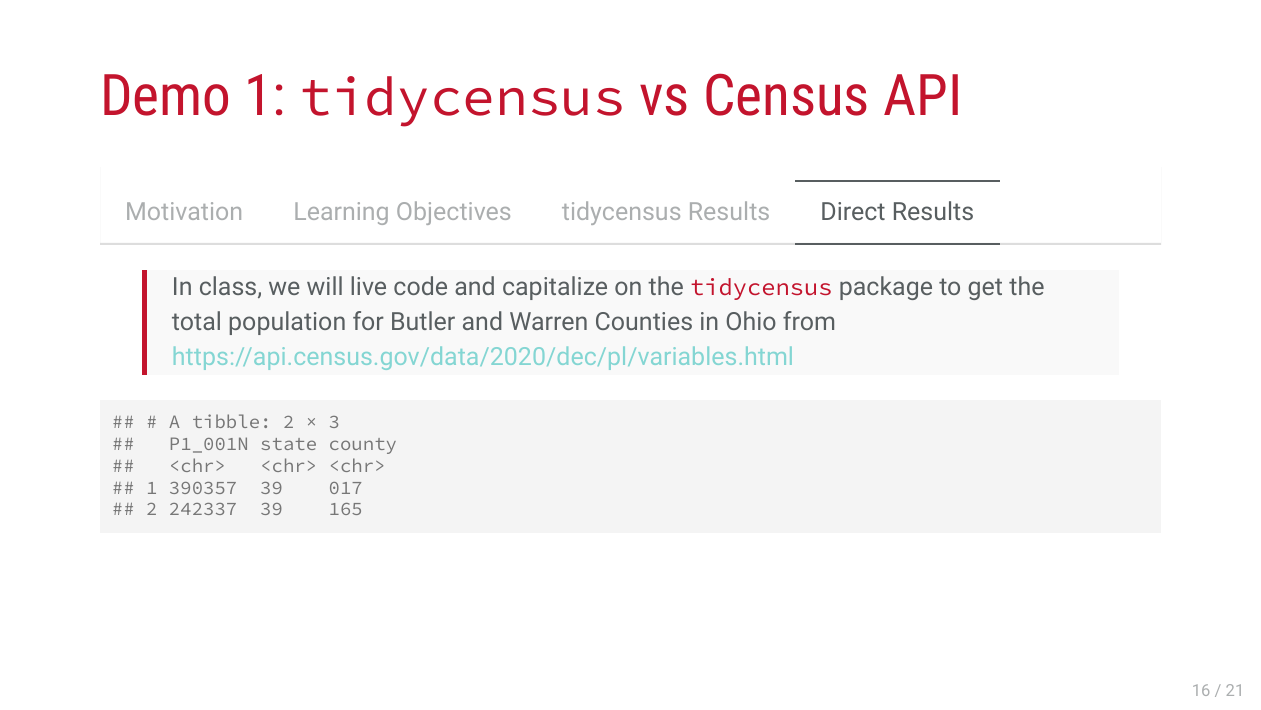 Demo 1: tidycensus vs Census API
Motivation Learning Objectives tidycensus Results Direct Results
In class, we will live code and capitalize on the tidycensus package to get the
total population for Butler and Warren Counties in Ohio from
https://api.census.gov/data/2020/dec/pl/variables.html
## # A tibble: 2 × 3
##   P1_001N state county
##   <chr>   <chr> <chr>
## 1 390357  39    017
## 2 242337  39    165
16 / 21